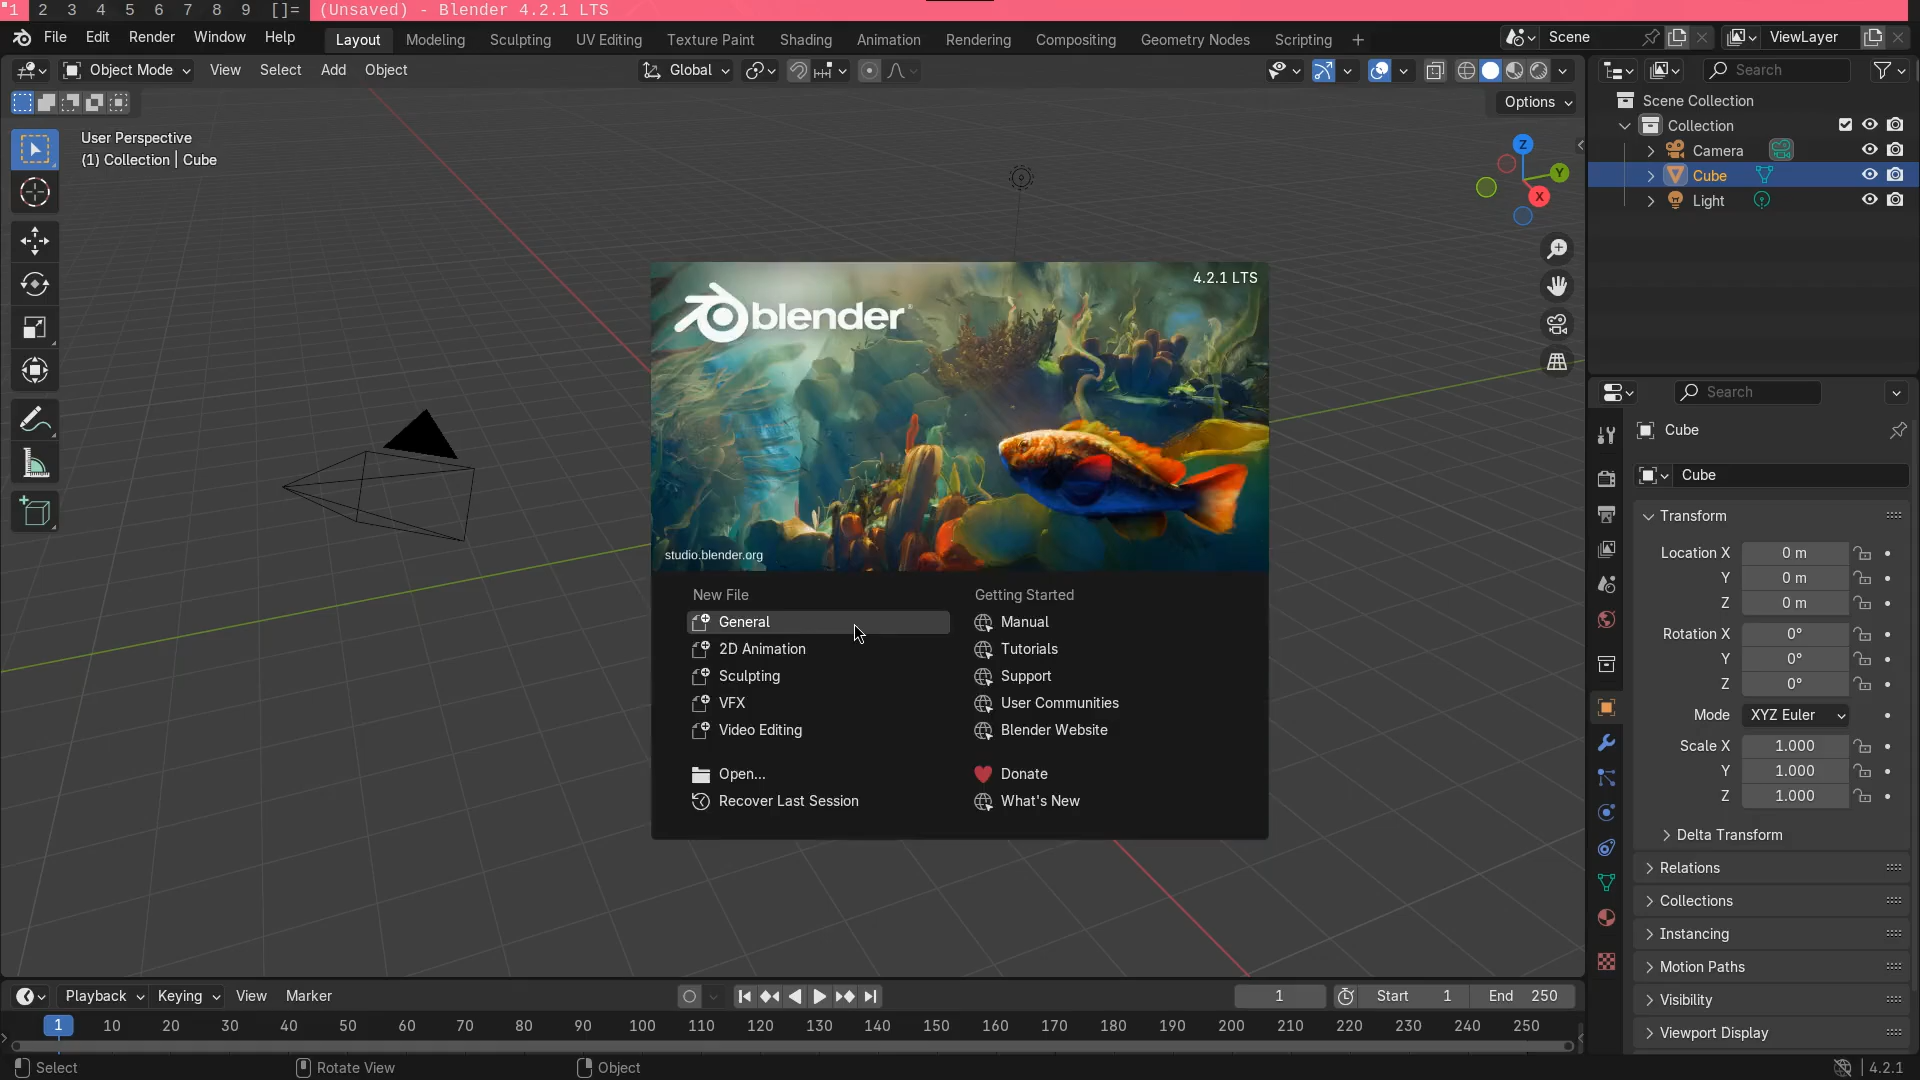 1 2 3 4 5 6 7 8 9 []= (Unsaved) - Blender 4.2.1 LTS
File Edit Render Window Help Layout Modeling Sculpting UV Editing Texture Paint Shading Animation Rendering Compositing Geometry Nodes Scripting + Scene ViewLayer
Object Mode View Select Add Object Global Search
Options
User Perspective
(1) Collection | Cube
Z
Y
X
Scene Collection
Collection
Camera
Cube
Light
4.2.1 LTS
blender
studio.blender.org
New File
General
2D Animation
Sculpting
VFX
Video Editing
Open...
Recover Last Session
Getting Started
Manual
Tutorials
Support
User Communities
Blender Website
Donate
What's New
Search
Cube
Cube
Transform
Location X 0 m
Y 0 m
Z 0 m
Rotation X 0°
Y 0°
Z 0°
Mode XYZ Euler
Scale X 1.000
Y 1.000
Z 1.000
Delta Transform
Relations
Collections
Instancing
Motion Paths
Visibility
Viewport Display
Playback Keying View Marker 1 Start 1 End 250
1 10 20 30 40 50 60 70 80 90 100 110 120 130 140 150 160 170 180 190 200 210 220 230 240 250
Select Rotate View Object 4.2.1